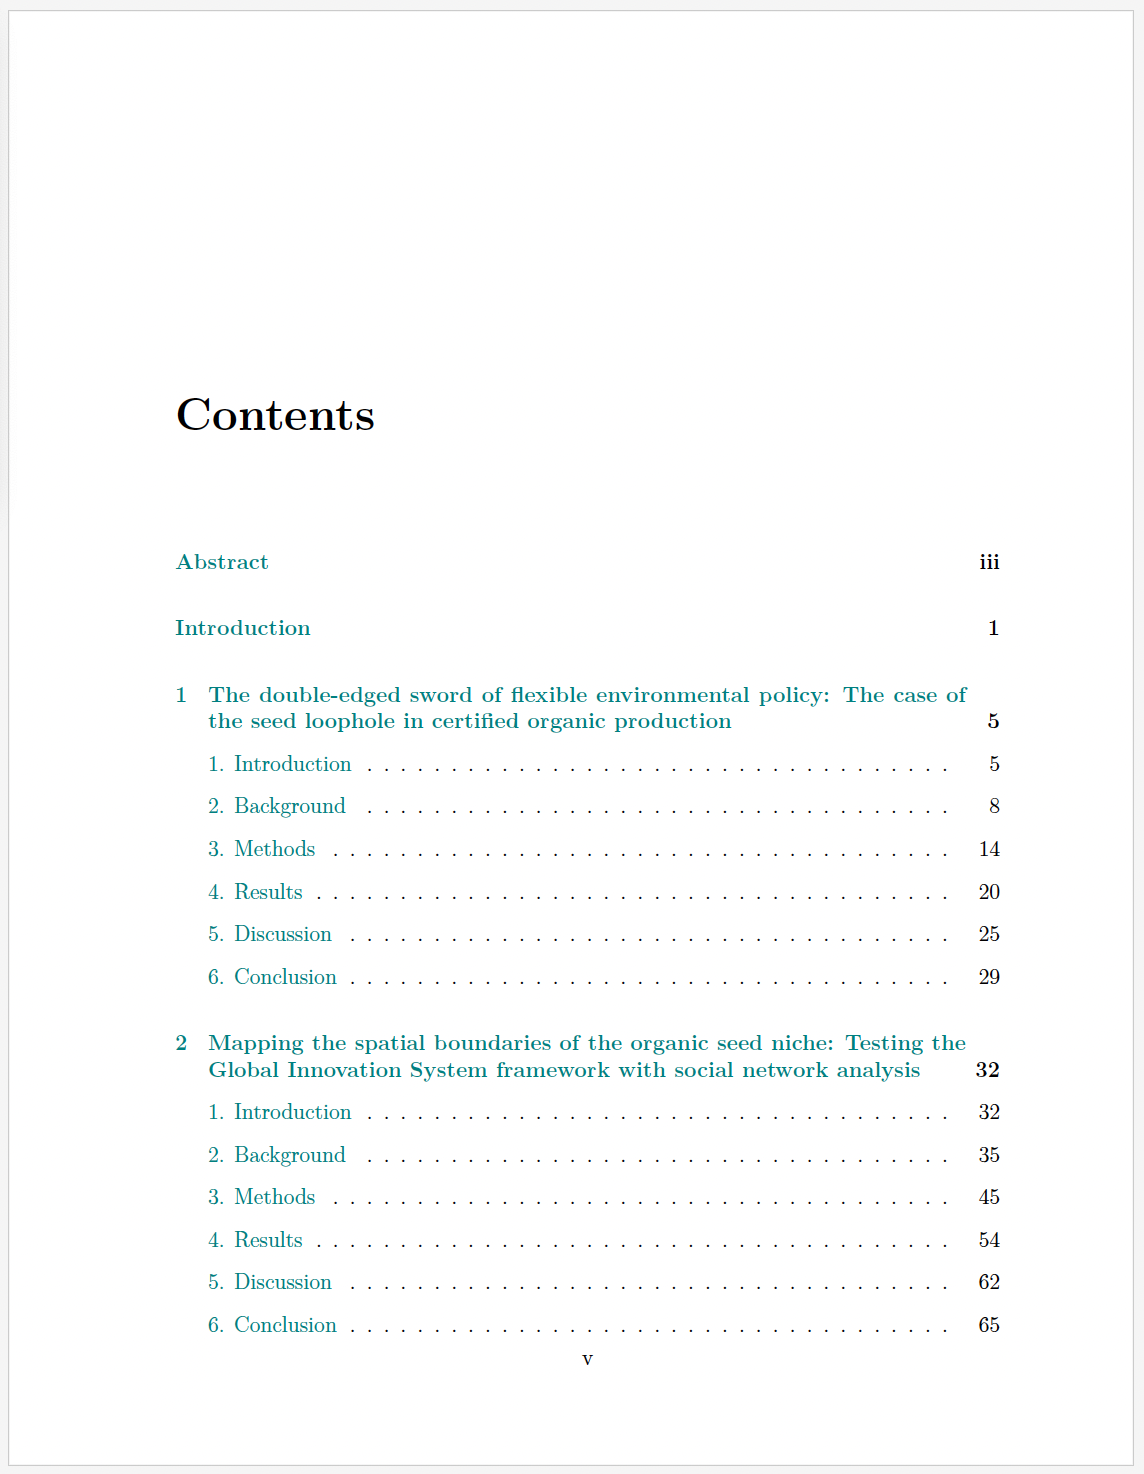 Contents
Abstract iii
Introduction 1
1 The double-edged sword of flexible environmental policy: The case of
the seed loophole in certified organic production 5
1. Introduction . . . . . . . . . . . . . . . . . . . . . . . . . . . . . . . . . . . 5
2. Background . . . . . . . . . . . . . . . . . . . . . . . . . . . . . . . . . . . 8
3. Methods . . . . . . . . . . . . . . . . . . . . . . . . . . . . . . . . . . . . . 14
4. Results . . . . . . . . . . . . . . . . . . . . . . . . . . . . . . . . . . . . . . 20
5. Discussion . . . . . . . . . . . . . . . . . . . . . . . . . . . . . . . . . . . . 25
6. Conclusion . . . . . . . . . . . . . . . . . . . . . . . . . . . . . . . . . . . . 29
2 Mapping the spatial boundaries of the organic seed niche: Testing the
Global Innovation System framework with social network analysis 32
1. Introduction . . . . . . . . . . . . . . . . . . . . . . . . . . . . . . . . . . . 32
2. Background . . . . . . . . . . . . . . . . . . . . . . . . . . . . . . . . . . . 35
3. Methods . . . . . . . . . . . . . . . . . . . . . . . . . . . . . . . . . . . . . 45
4. Results . . . . . . . . . . . . . . . . . . . . . . . . . . . . . . . . . . . . . . 54
5. Discussion . . . . . . . . . . . . . . . . . . . . . . . . . . . . . . . . . . . . 62
6. Conclusion . . . . . . . . . . . . . . . . . . . . . . . . . . . . . . . . . . . . 65
v